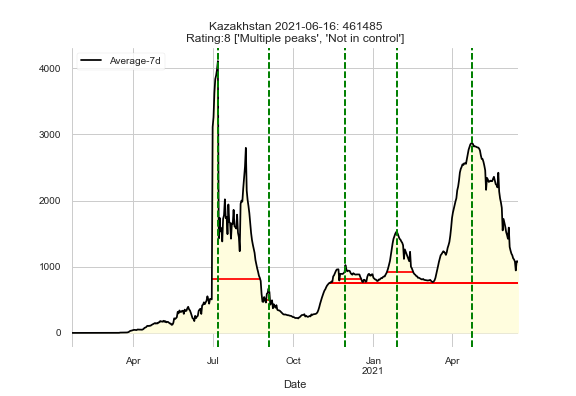 Kazakhstan 2021-06-16: 461485
Rating:8 ['Multiple peaks', 'Not in control']
Average-7d
4000
3000
2000
1000
0
Apr Jul Oct Jan Apr
2021
Date